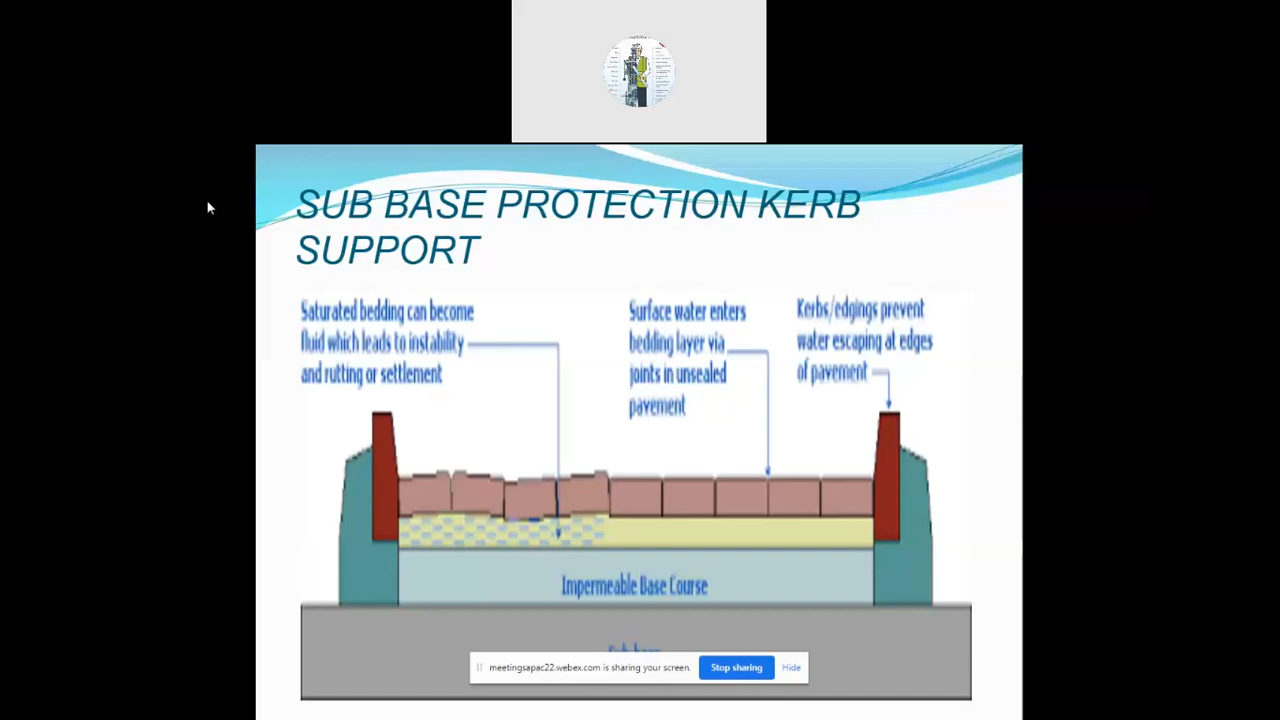 SUB BASE PROTECTION KERB
SUPPORT
Saturated bedding can become
fluid which leads to instability
and rutting or settlement
Surface water enters
bedding layer via
joints in unsealed
pavement
Kerbs/edgings prevent
water escaping at edges
of pavement
Impermeable Base Course
meetingsapac22.webex.com is sharing your screen.
Stop sharing
Hide